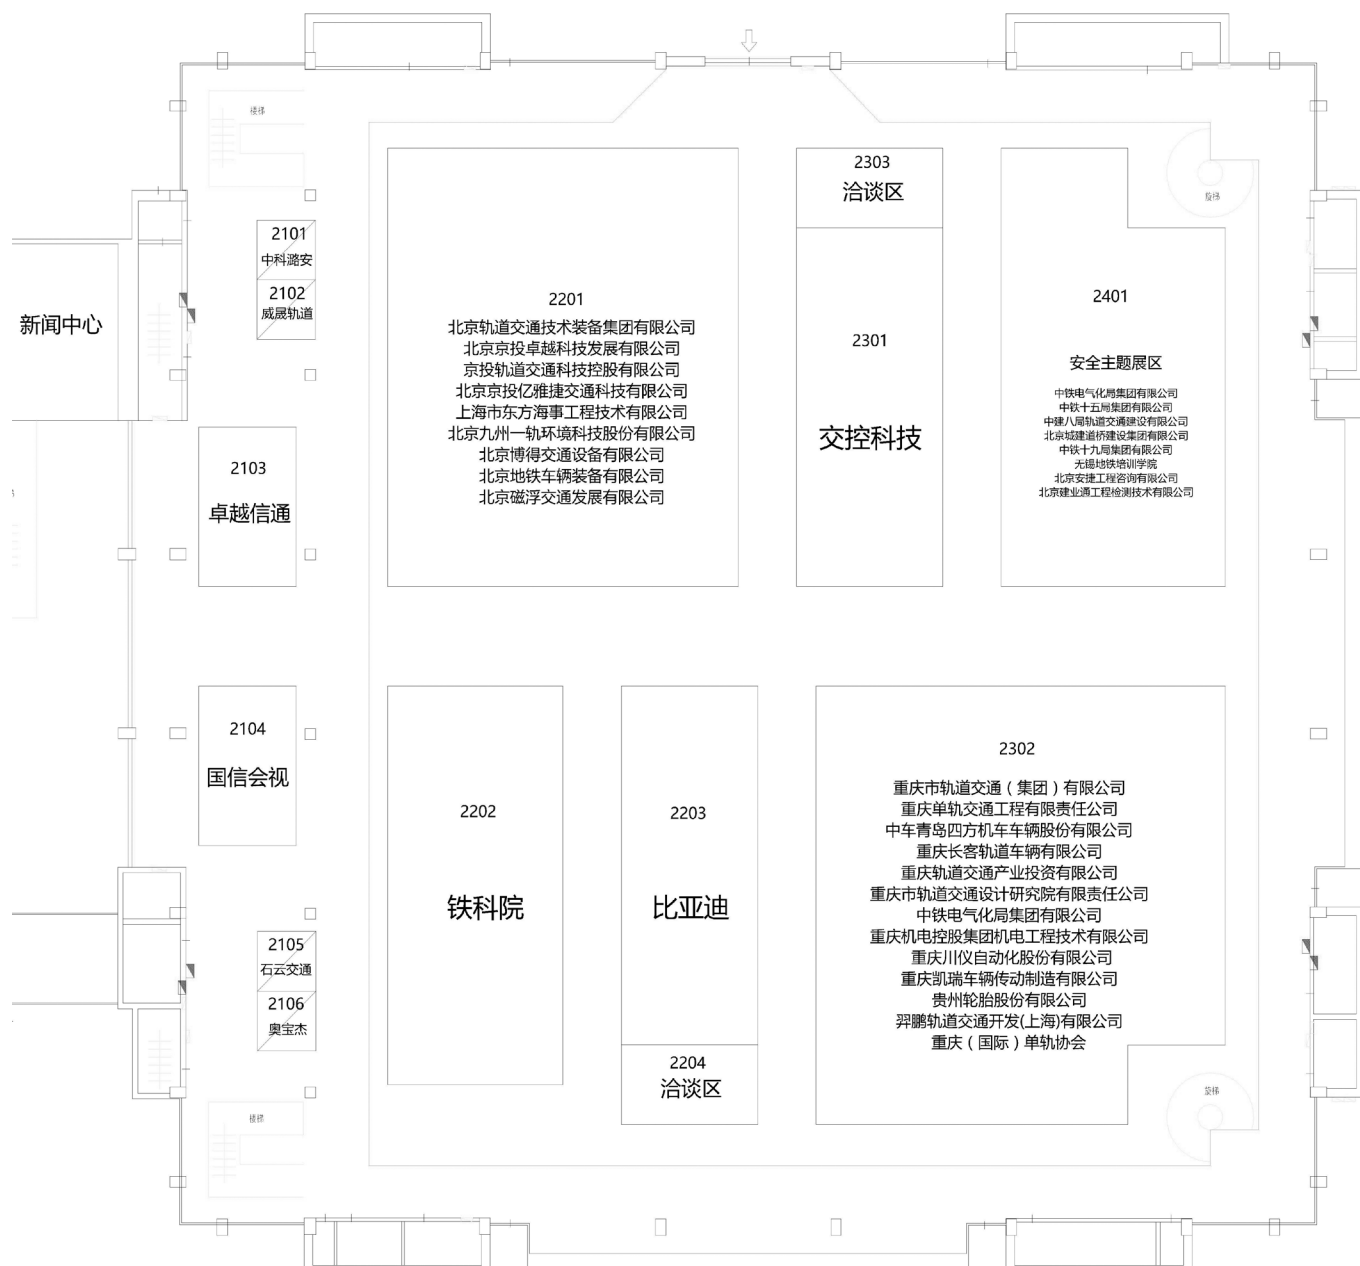 楼梯
旋梯
新闻中心
2101
中科潞安
2102
威晟轨道
2103
卓越信通
2104
国信会视
2105
石云交通
2106
奥宝杰
楼梯
2201
北京轨道交通技术装备集团有限公司
北京京投卓越科技发展有限公司
京投轨道交通科技控股有限公司
北京京投亿雅捷交通科技有限公司
上海市东方海事工程技术有限公司
北京九州一轨环境科技股份有限公司
北京博得交通设备有限公司
北京地铁车辆装备有限公司
北京磁浮交通发展有限公司
2303
洽谈区
2301
交控科技
2401
安全主题展区
中铁电气化局集团有限公司
中铁十五局集团有限公司
中建八局轨道交通建设有限公司
北京城建道桥建设集团有限公司
中铁十九局集团有限公司
无锡地铁培训学院
北京安捷工程咨询有限公司
北京建业通工程检测技术有限公司
2202
铁科院
2203
比亚迪
2204
洽谈区
2302
重庆市轨道交通（集团）有限公司
重庆单轨交通工程有限责任公司
中车青岛四方机车车辆股份有限公司
重庆长客轨道车辆有限公司
重庆轨道交通产业投资有限公司
重庆市轨道交通设计研究院有限责任公司
中铁电气化局集团有限公司
重庆机电控股集团机电工程技术有限公司
重庆川仪自动化股份有限公司
重庆凯瑞车辆传动制造有限公司
贵州轮胎股份有限公司
羿鹏轨道交通开发(上海)有限公司
重庆（国际）单轨协会
旋梯